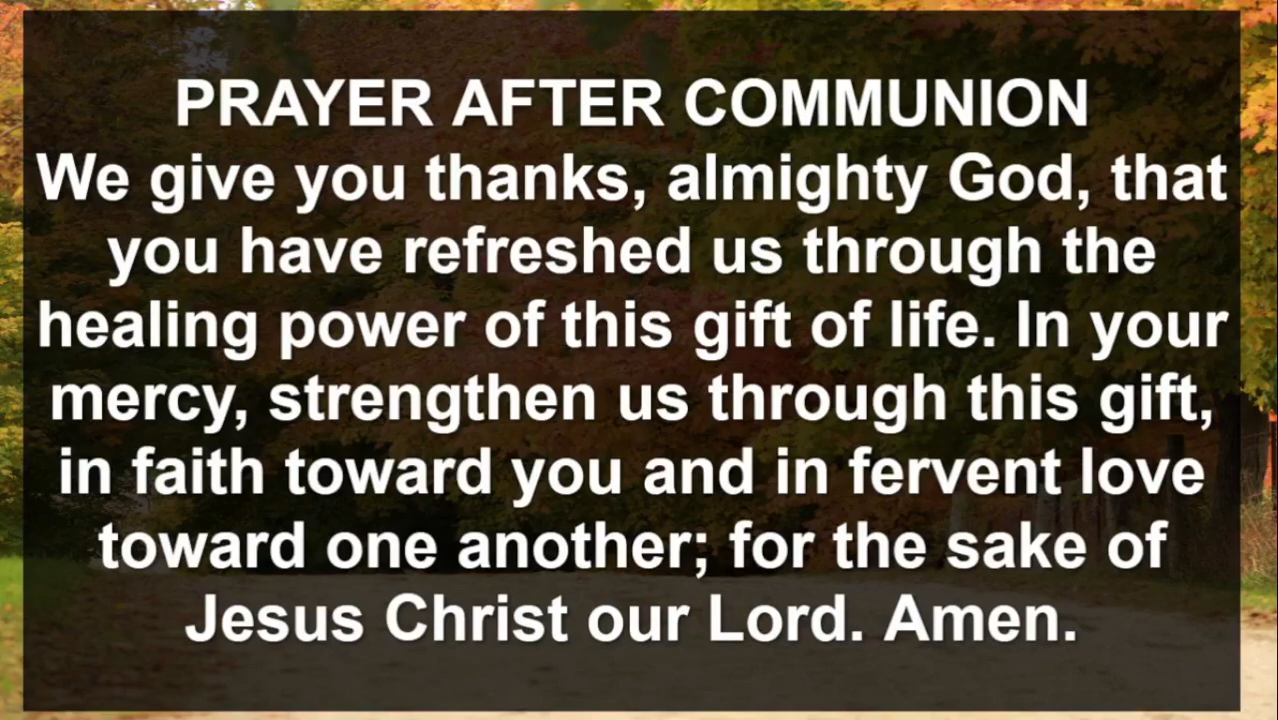 PRAYER AFTER COMMUNION
We give you thanks, almighty God, that
you have refreshed us through the
healing power of this gift of life. In your
mercy, strengthen us through this gift,
in faith toward you and in fervent love
toward one another; for the sake of
Jesus Christ our Lord. Amen.